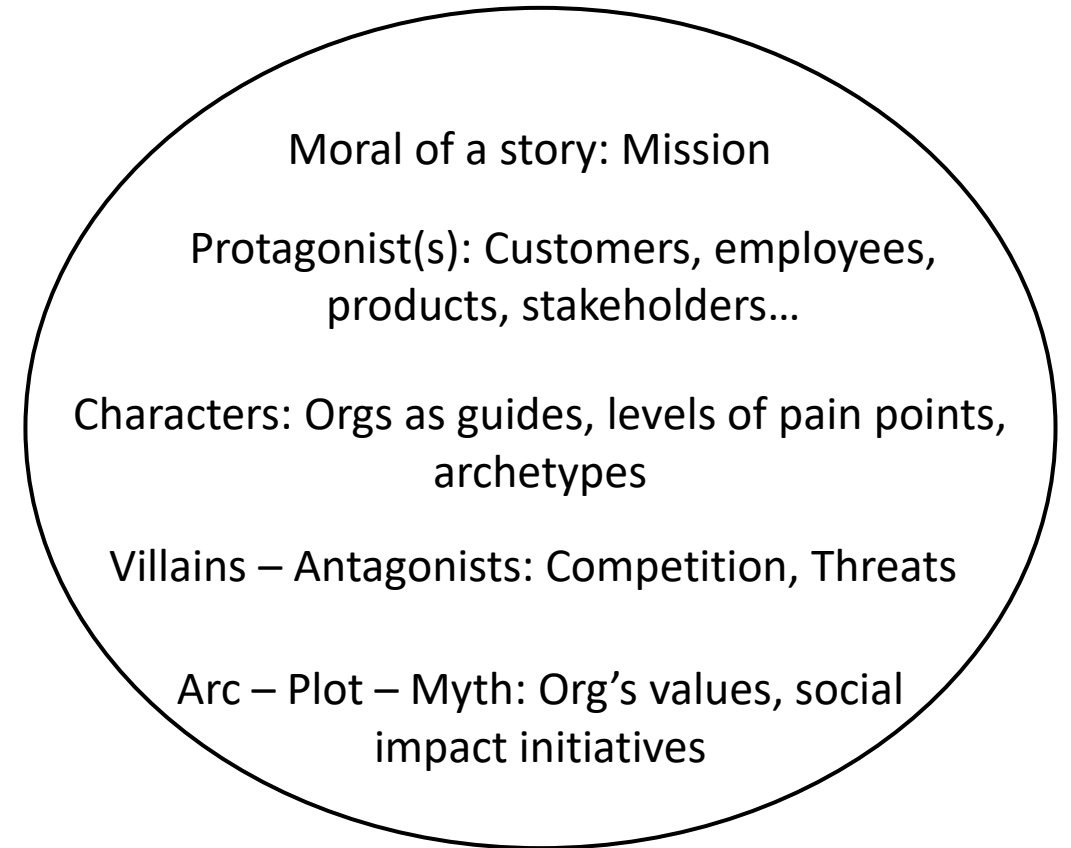 Moral of a story: Mission
Protagonist(s): Customers, employees,
products, stakeholders…
Characters: Orgs as guides, levels of pain points,
archetypes
Villains – Antagonists: Competition, Threats
Arc – Plot – Myth: Org’s values, social
impact initiatives